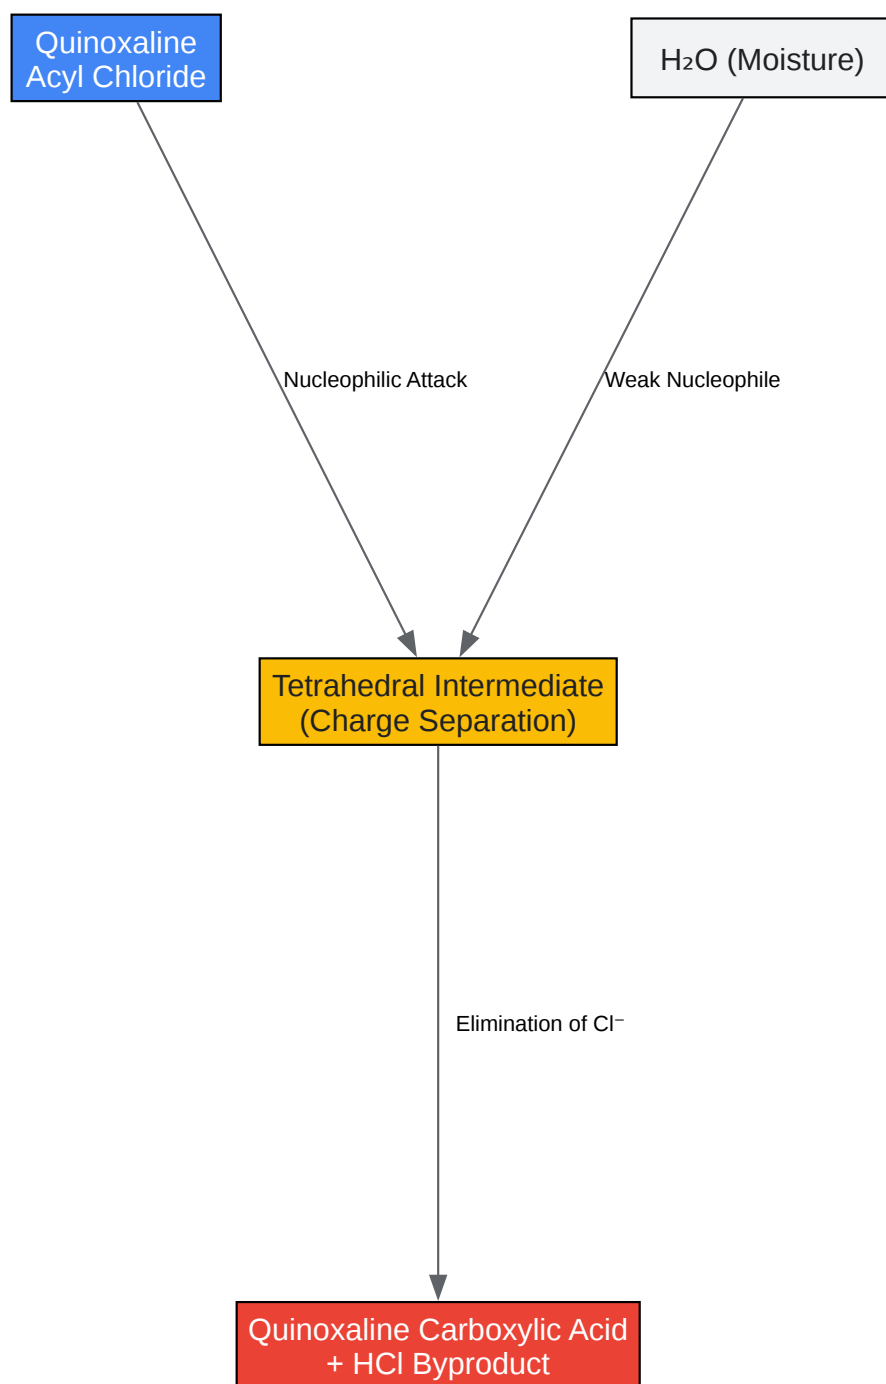 Quinoxaline
Acyl Chloride
H₂O (Moisture)
Nucleophilic Attack
Weak Nucleophile
Tetrahedral Intermediate
(Charge Separation)
Elimination of Cl⁻
Quinoxaline Carboxylic Acid
+ HCl Byproduct